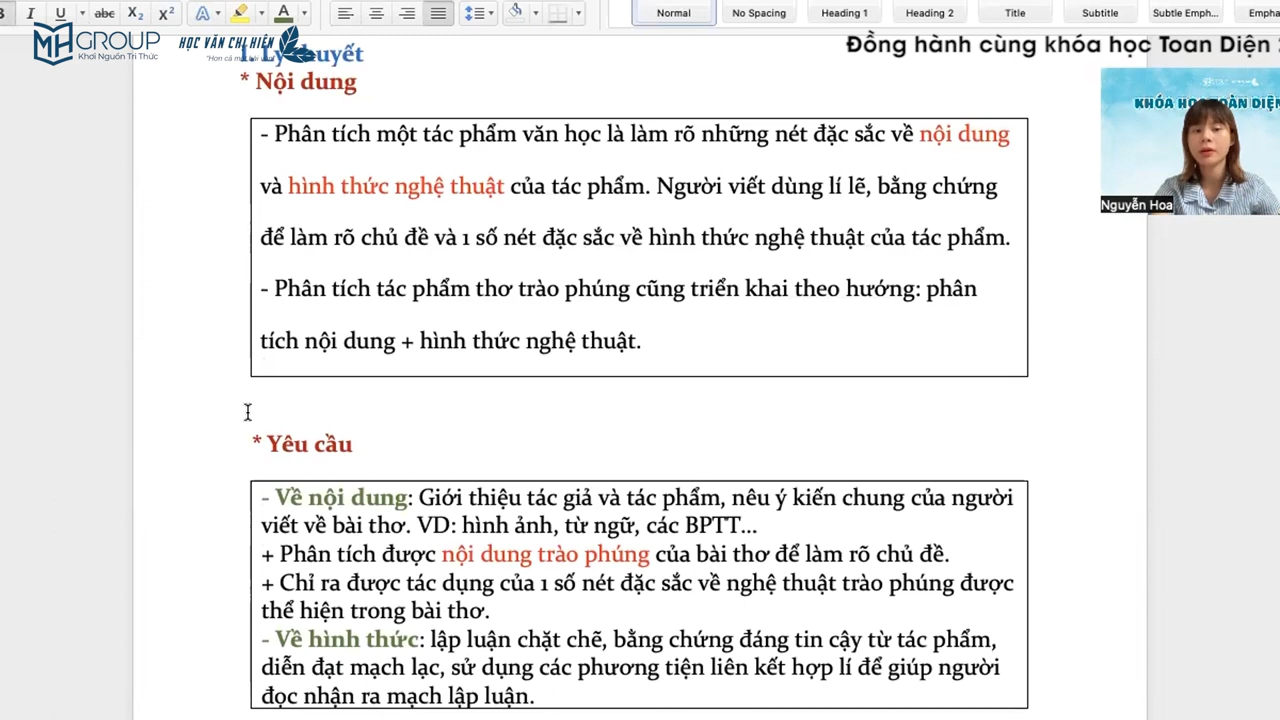 I U abc X₂ X² A A
Normal No Spacing Heading 1 Heading 2 Title Subtitle Subtle Emph... Empha
MH GROUP
Khơi Nguồn Tri Thức
HỌC VĂN CHỊ HIÊN
Đồng hành cùng khóa học Toan Diện
KHÓA HỌC TOÀN DIỆN
Nguyễn Hoa
* Nội dung
- Phân tích một tác phẩm văn học là làm rõ những nét đặc sắc về nội dung
và hình thức nghệ thuật của tác phẩm. Người viết dùng lí lẽ, bằng chứng
để làm rõ chủ đề và 1 số nét đặc sắc về hình thức nghệ thuật của tác phẩm.
- Phân tích tác phẩm thơ trào phúng cũng triển khai theo hướng: phân
tích nội dung + hình thức nghệ thuật.
* Yêu cầu
- Về nội dung: Giới thiệu tác giả và tác phẩm, nêu ý kiến chung của người
viết về bài thơ. VD: hình ảnh, từ ngữ, các BPTT...
+ Phân tích được nội dung trào phúng của bài thơ để làm rõ chủ đề.
+ Chỉ ra được tác dụng của 1 số nét đặc sắc về nghệ thuật trào phúng được
thể hiện trong bài thơ.
- Về hình thức: lập luận chặt chẽ, bằng chứng đáng tin cậy từ tác phẩm,
diễn đạt mạch lạc, sử dụng các phương tiện liên kết hợp lí để giúp người
đọc nhận ra mạch lập luận.